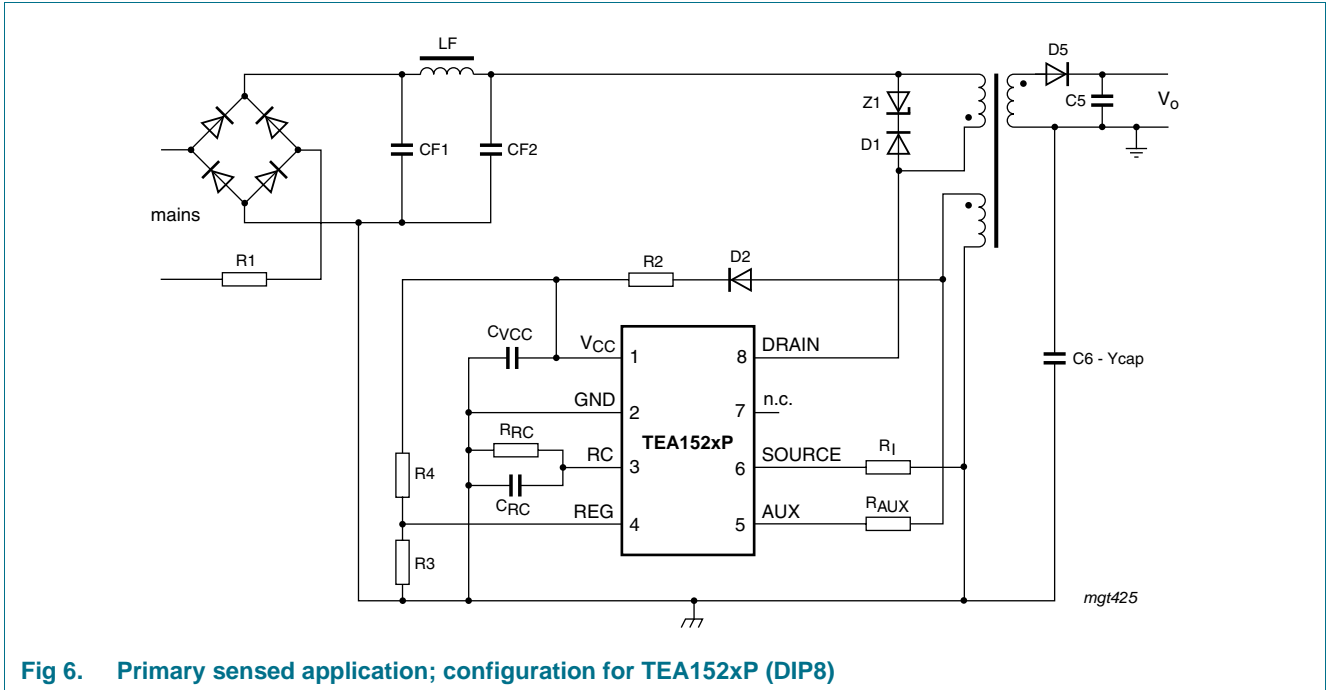 LF
D5
Z1
C5
Vo
D1
CF1
CF2
mains
R1
R2
D2
CVCC
VCC
1
8
DRAIN
C6 - Ycap
GND
2
7
n.c.
RRC
RC
3
TEA152xP
6
SOURCE
RI
R4
CRC
REG
4
5
AUX
RAUX
R3
mgt425
Fig 6. Primary sensed application; configuration for TEA152xP (DIP8)